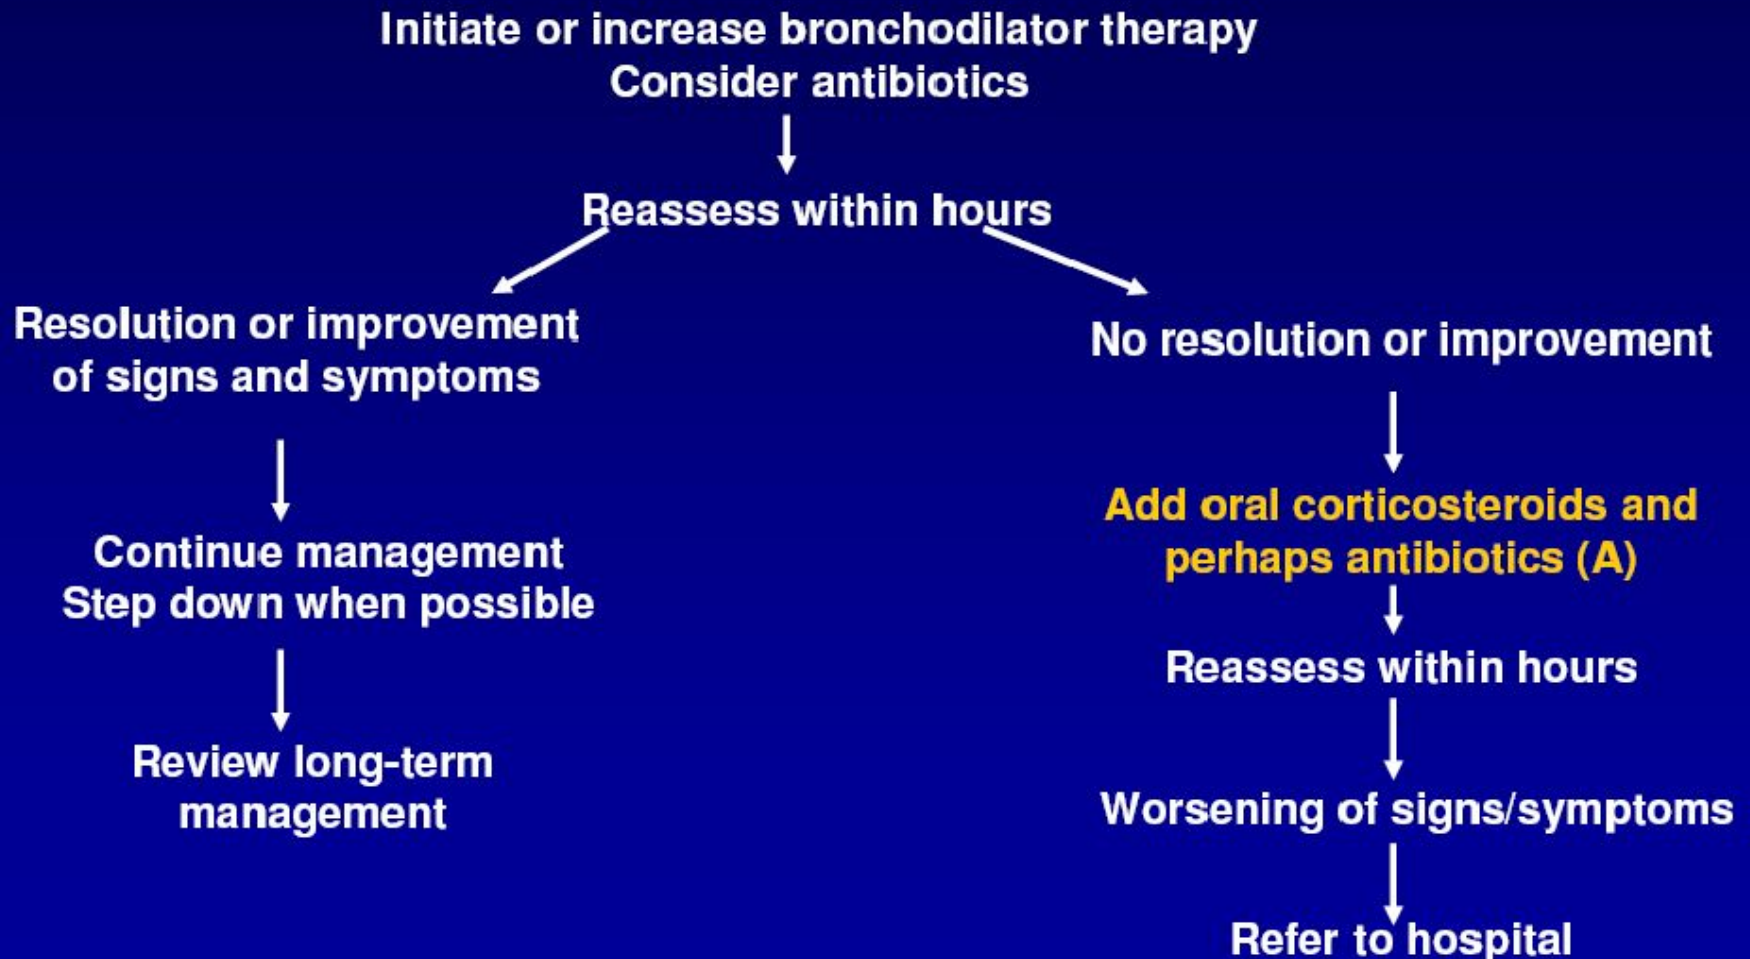 Initiate or increase bronchodilator therapy
Consider antibiotics
Reassess within hours
Resolution or improvement
of signs and symptoms
Continue management
Step down when possible
Review long-term
management
No resolution or improvement
Add oral corticosteroids and
perhaps antibiotics (A)
Reassess within hours
Worsening of signs/symptoms
Refer to hospital